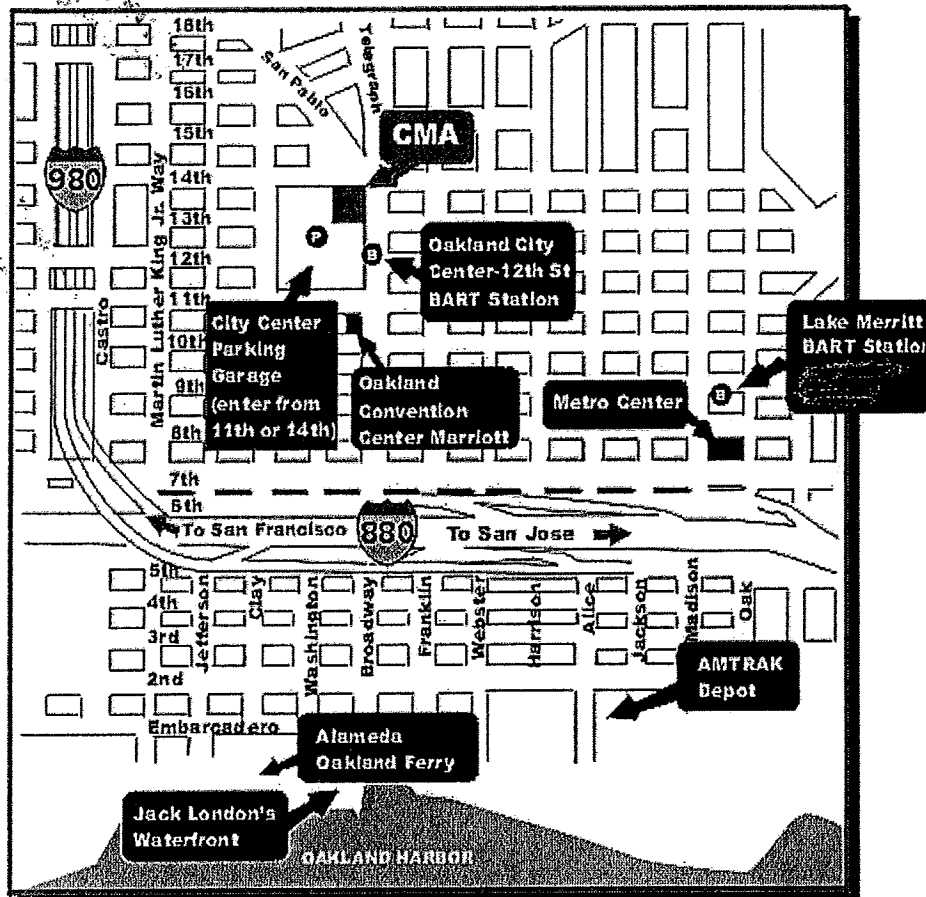 18th
17th
16th
15th
14th
13th
12th
11th
10th
9th
8th
7th
6th
5th
4th
3rd
2nd
Embarcadero
San Pablo
Telegraph
CMA
980
Martin Luther King Jr. Way
Castro
P
B
Oakland City
Center-12th St
BART Station
City Center
Parking
Garage
(enter from
11th or 14th)
Oakland
Convention
Center Marriott
Metro Center
Lake Merritt
BART Station
B
To San Francisco
880
To San Jose
Jefferson
Clay
Washington
Broadway
Franklin
Webster
Harrison
Alice
Jackson
Madison
Oak
AMTRAK
Depot
Alameda
Oakland Ferry
Jack London's
Waterfront
OAKLAND HARBOR